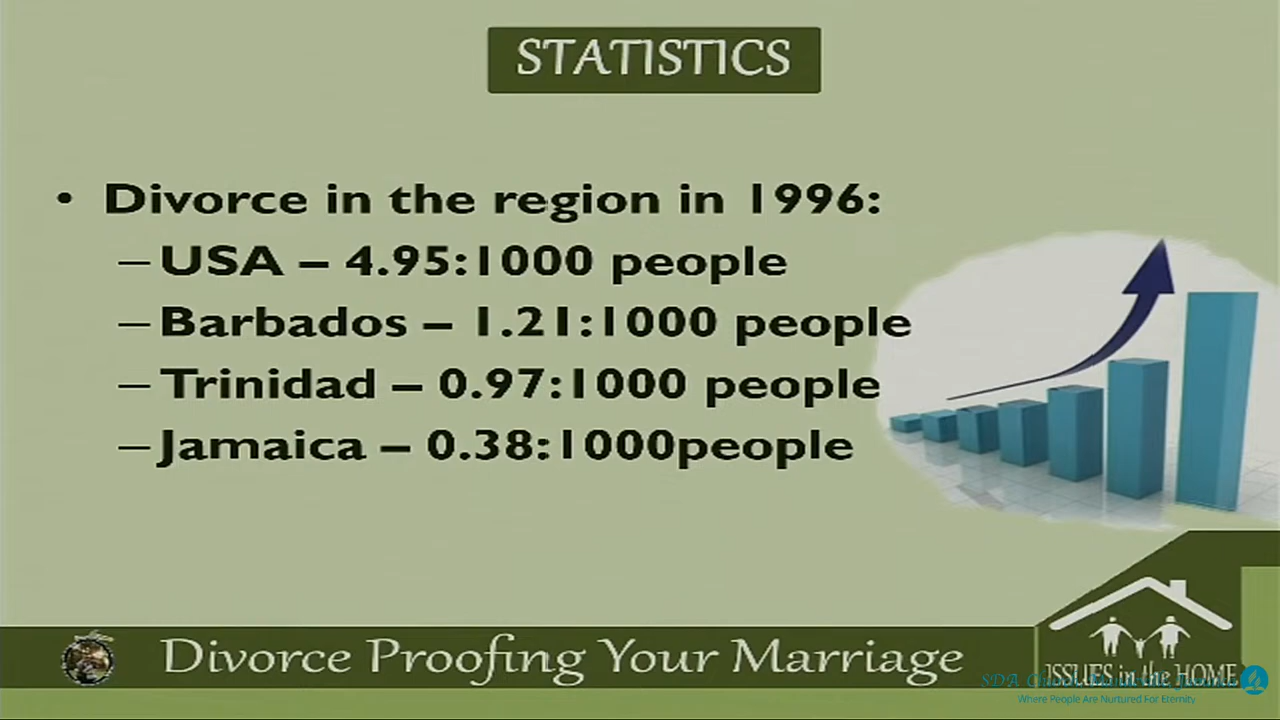 STATISTICS
• Divorce in the region in 1996:
– USA – 4.95:1000 people
– Barbados – 1.21:1000 people
– Trinidad – 0.97:1000 people
– Jamaica – 0.38:1000people
Divorce Proofing Your Marriage
ISSUES in the HOME
SDA Church
Where People Are Nurtured For Eternity